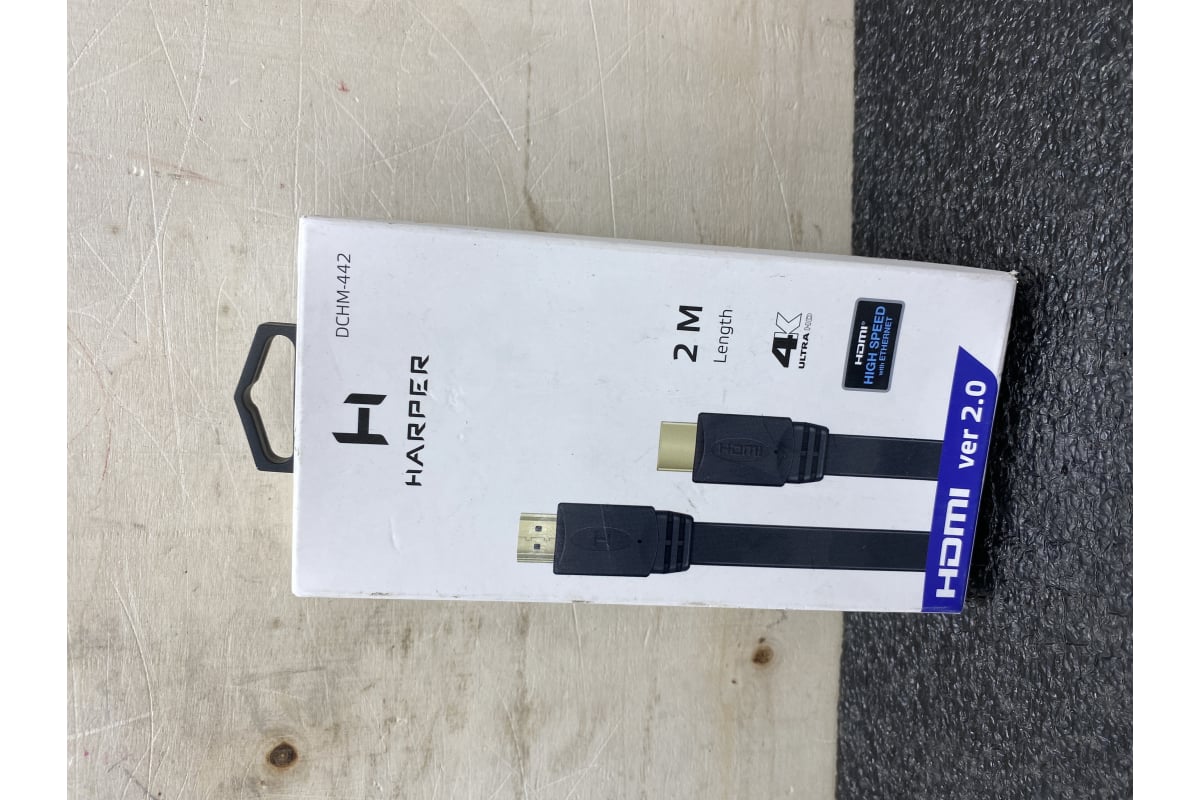 DCHM-442
H
HARPER
2 M
Length
4K
ULTRA HD
HDMI®
HIGH SPEED
with ETHERNET
HDMI
HDMI ver 2.0